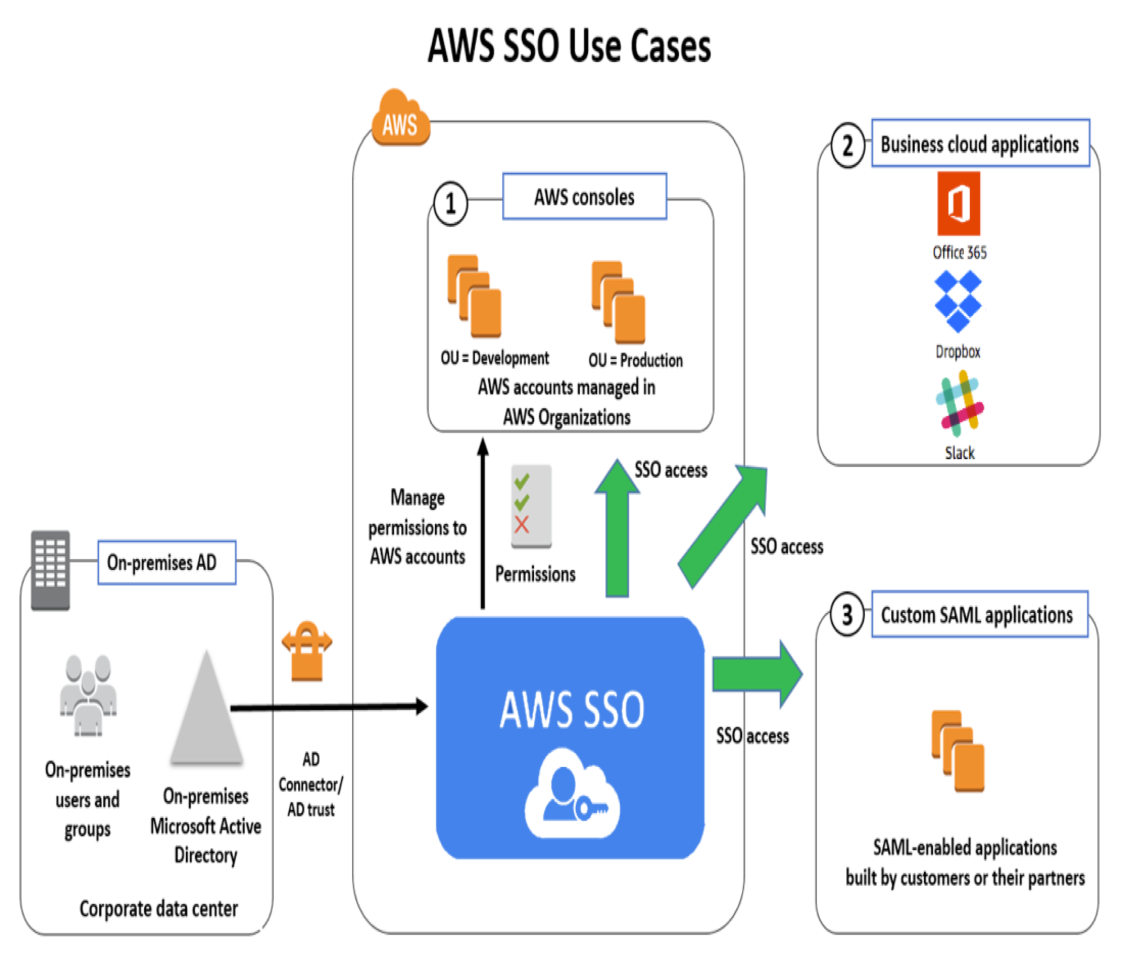 AWS SSO Use Cases
AWS
1
AWS consoles
OU = Development
OU = Production
AWS accounts managed in
AWS Organizations
2
Business cloud applications
Office 365
Dropbox
Slack
Manage
permissions to
AWS accounts
Permissions
SSO access
SSO access
On-premises AD
On-premises
users and
groups
On-premises
Microsoft Active
Directory
Corporate data center
AD
Connector/
AD trust
AWS SSO
SSO access
3
Custom SAML applications
SAML-enabled applications
built by customers or their partners